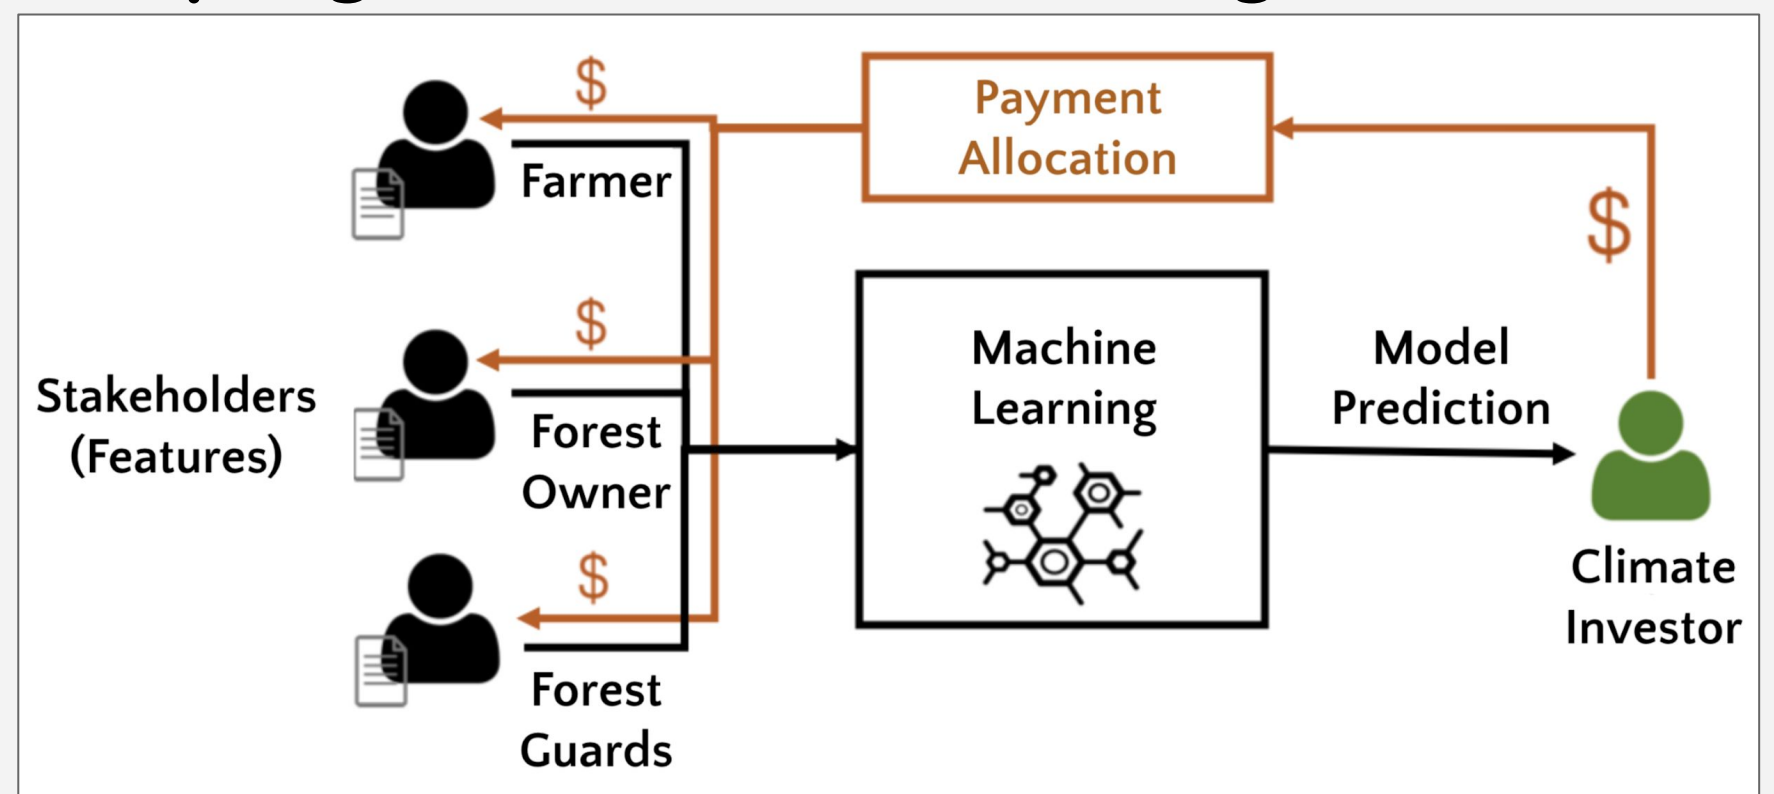 $
Payment
Allocation
Farmer
$
$
Machine
Learning
Model
Prediction
Stakeholders
(Features)
Forest
Owner
$
Climate
Investor
Forest
Guards